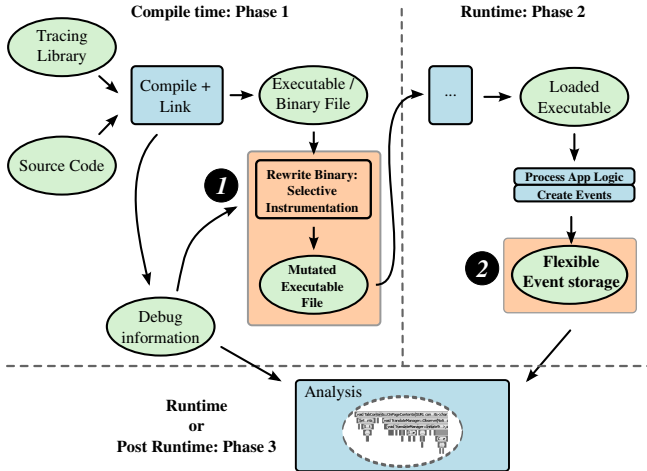 Compile time: Phase 1
Runtime: Phase 2
Tracing
Library
Compile +
Link
Executable /
Binary File
...
Loaded
Executable
Source Code
1
Rewrite Binary:
Selective
Instrumentation
Process App Logic
Create Events
Mutated
Executable
File
2
Flexible
Event storage
Debug
information
Runtime
or
Post Runtime: Phase 3
Analysis